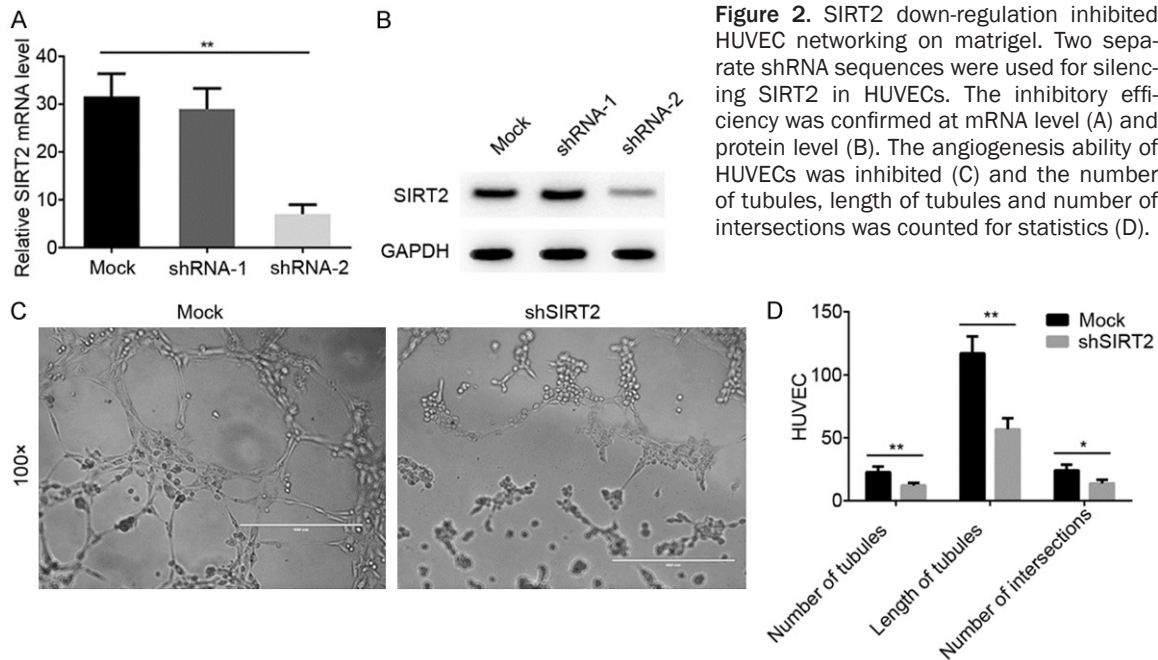 A
**
Relative SIRT2 mRNA level
40
30
20
10
0
Mock
shRNA-1
shRNA-2
B
Mock
shRNA-1
shRNA-2
SIRT2
GAPDH
Figure 2. SIRT2 down-regulation inhibited
HUVEC networking on matrigel. Two sepa-
rate shRNA sequences were used for silenc-
ing SIRT2 in HUVECs. The inhibitory effi-
ciency was confirmed at mRNA level (A) and
protein level (B). The angiogenesis ability of
HUVECs was inhibited (C) and the number
of tubules, length of tubules and number of
intersections was counted for statistics (D).
C
Mock
shSIRT2
100×
D
HUVEC
150
100
50
0
Mock
shSIRT2
**
**
*
Number of tubules
Length of tubules
Number of intersections